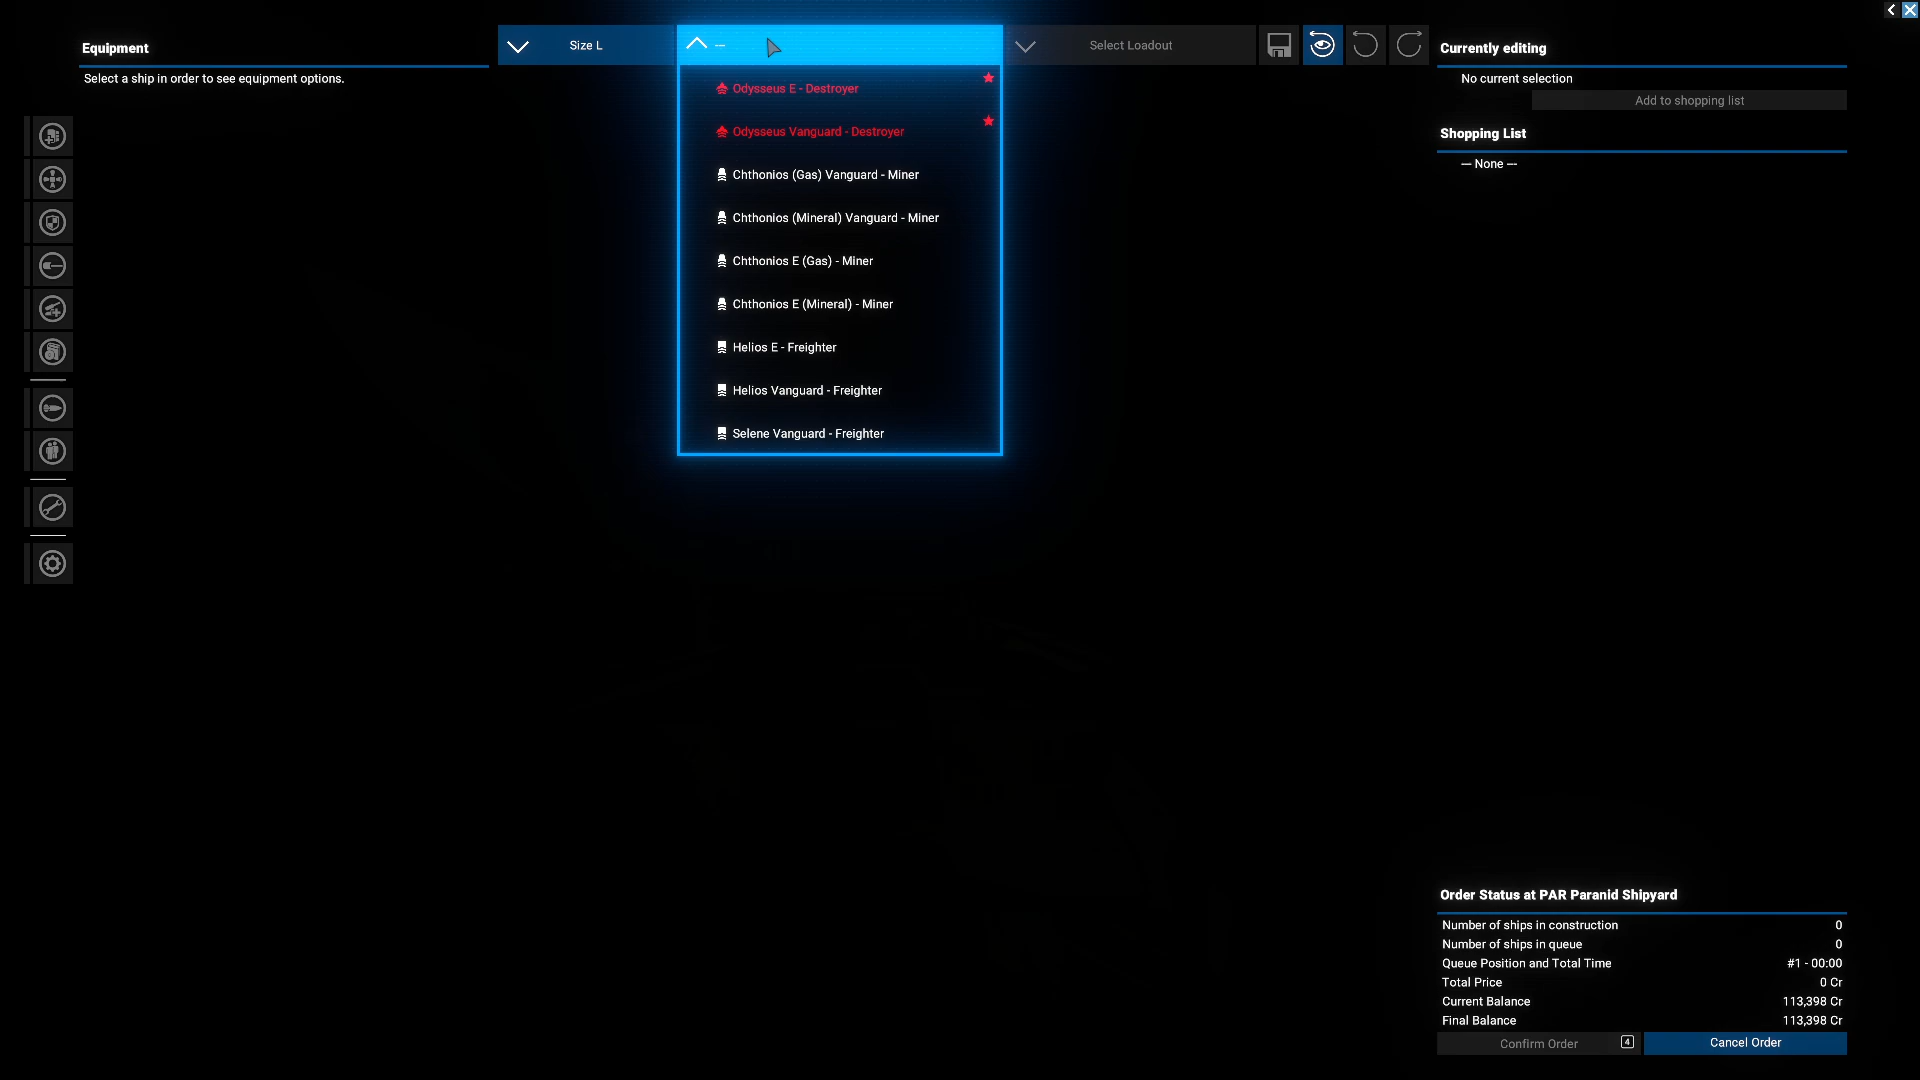 Equipment
Select a ship in order to see equipment options.
Size L
--
Select Loadout
Odysseus E - Destroyer
Odysseus Vanguard - Destroyer
Chthonios (Gas) Vanguard - Miner
Chthonios (Mineral) Vanguard - Miner
Chthonios E (Gas) - Miner
Chthonios E (Mineral) - Miner
Helios E - Freighter
Helios Vanguard - Freighter
Selene Vanguard - Freighter
Currently editing
No current selection
Add to shopping list
Shopping List
-- None --
Order Status at PAR Paranid Shipyard
Number of ships in construction 0
Number of ships in queue 0
Queue Position and Total Time #1 - 00:00
Total Price 0 Cr
Current Balance 113,398 Cr
Final Balance 113,398 Cr
Confirm Order 4
Cancel Order